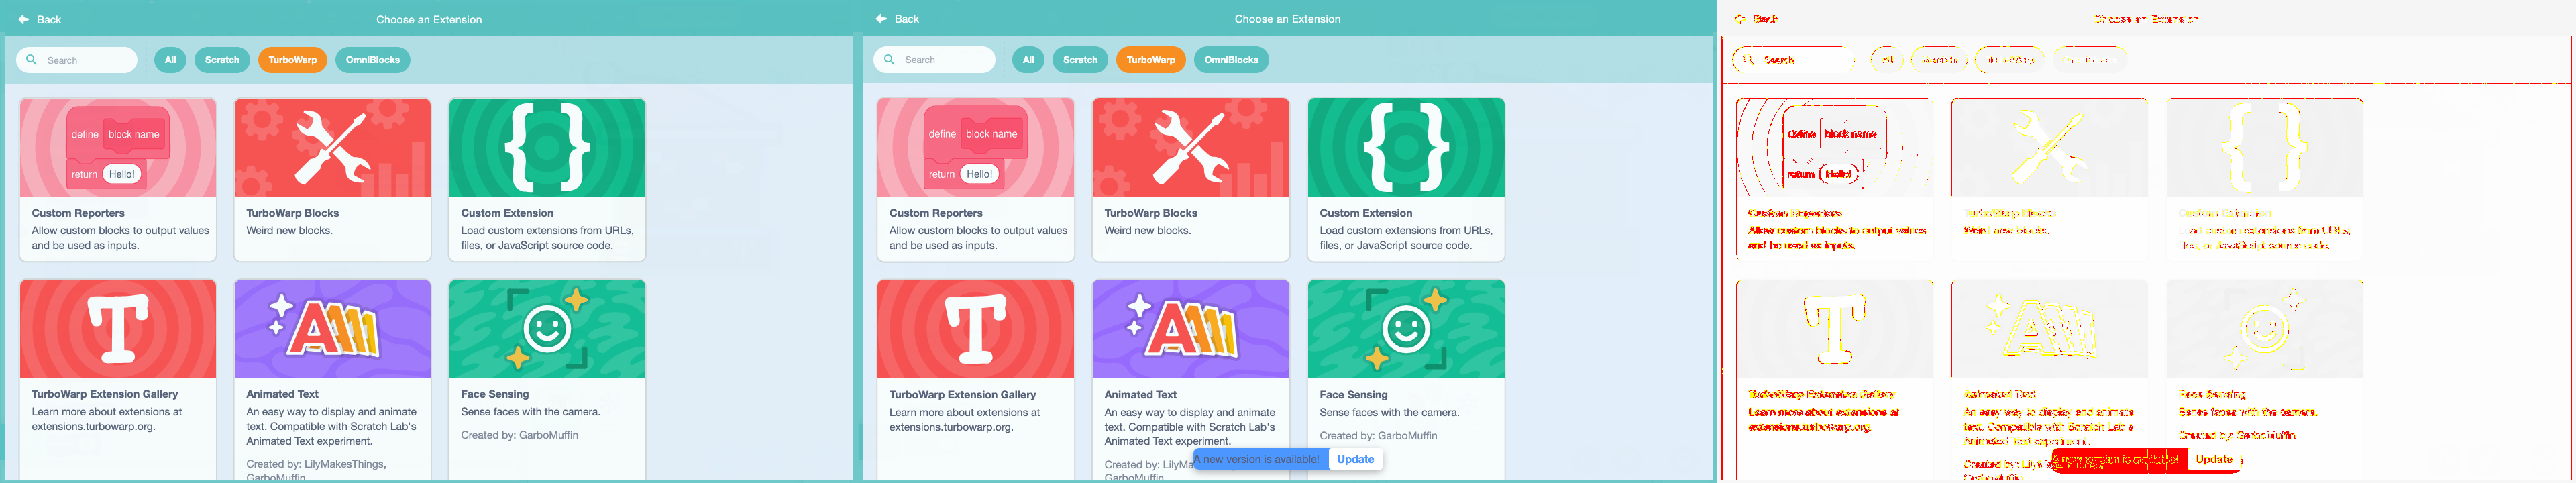 Back
Choose an Extension
Search
All
Scratch
TurboWarp
OmniBlocks
define block name
return Hello!
Custom Reporters
Allow custom blocks to output values
and be used as inputs.
TurboWarp Blocks
Weird new blocks.
Custom Extension
Load custom extensions from URLs,
files, or JavaScript source code.
TurboWarp Extension Gallery
Learn more about extensions at
extensions.turbowarp.org.
Animated Text
An easy way to display and animate
text. Compatible with Scratch Lab's
Animated Text experiment.
Created by: LilyMakesThings,
GarboMuffin
Face Sensing
Sense faces with the camera.
Created by: GarboMuffin
Back
Choose an Extension
Search
All
Scratch
TurboWarp
OmniBlocks
define block name
return Hello!
Custom Reporters
Allow custom blocks to output values
and be used as inputs.
TurboWarp Blocks
Weird new blocks.
Custom Extension
Load custom extensions from URLs,
files, or JavaScript source code.
TurboWarp Extension Gallery
Learn more about extensions at
extensions.turbowarp.org.
Animated Text
An easy way to display and animate
text. Compatible with Scratch Lab's
Animated Text experiment.
Created by:
GarboMuffin
Face Sensing
Sense faces with the camera.
Created by: GarboMuffin
A new version is available!
Update
Back
Choose an Extension
Search
define block name
return Hello!
Custom Reporters
Allow custom blocks to output values
and be used as inputs.
TurboWarp Blocks
Weird new blocks.
Custom Extension
Load custom extensions from URLs,
files, or JavaScript source code.
TurboWarp Extension Gallery
Learn more about extensions at
extensions.turbowarp.org.
Animated Text
An easy way to display and animate
text. Compatible with Scratch Lab's
Animated Text experiment.
Created by:
Face Sensing
Sense faces with the camera.
Created by: GarboMuffin
Update